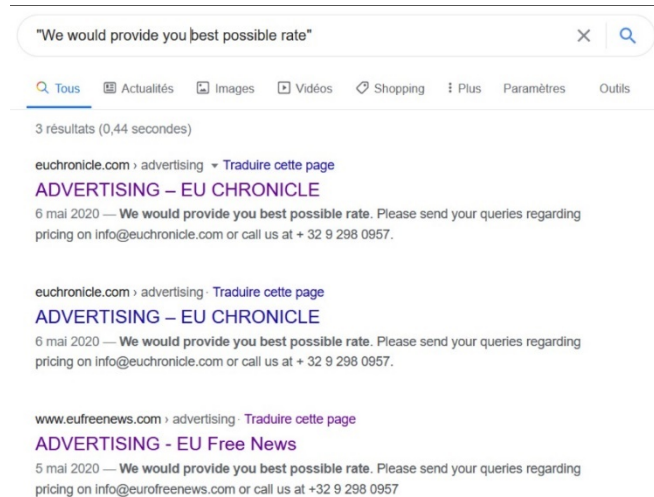 "We would provide you best possible rate"
Tous Actualités Images Vidéos Shopping Plus Paramètres Outils
3 résultats (0,44 secondes)
euchronicle.com › advertising ▾ Traduire cette page
ADVERTISING – EU CHRONICLE
6 mai 2020 — We would provide you best possible rate. Please send your queries regarding
pricing on info@euchronicle.com or call us at + 32 9 298 0957.
euchronicle.com › advertising · Traduire cette page
ADVERTISING – EU CHRONICLE
6 mai 2020 — We would provide you best possible rate. Please send your queries regarding
pricing on info@euchronicle.com or call us at + 32 9 298 0957.
www.eufreenews.com › advertising · Traduire cette page
ADVERTISING - EU Free News
5 mai 2020 — We would provide you best possible rate. Please send your queries regarding
pricing on info@eurofreenews.com or call us at +32 9 298 0957